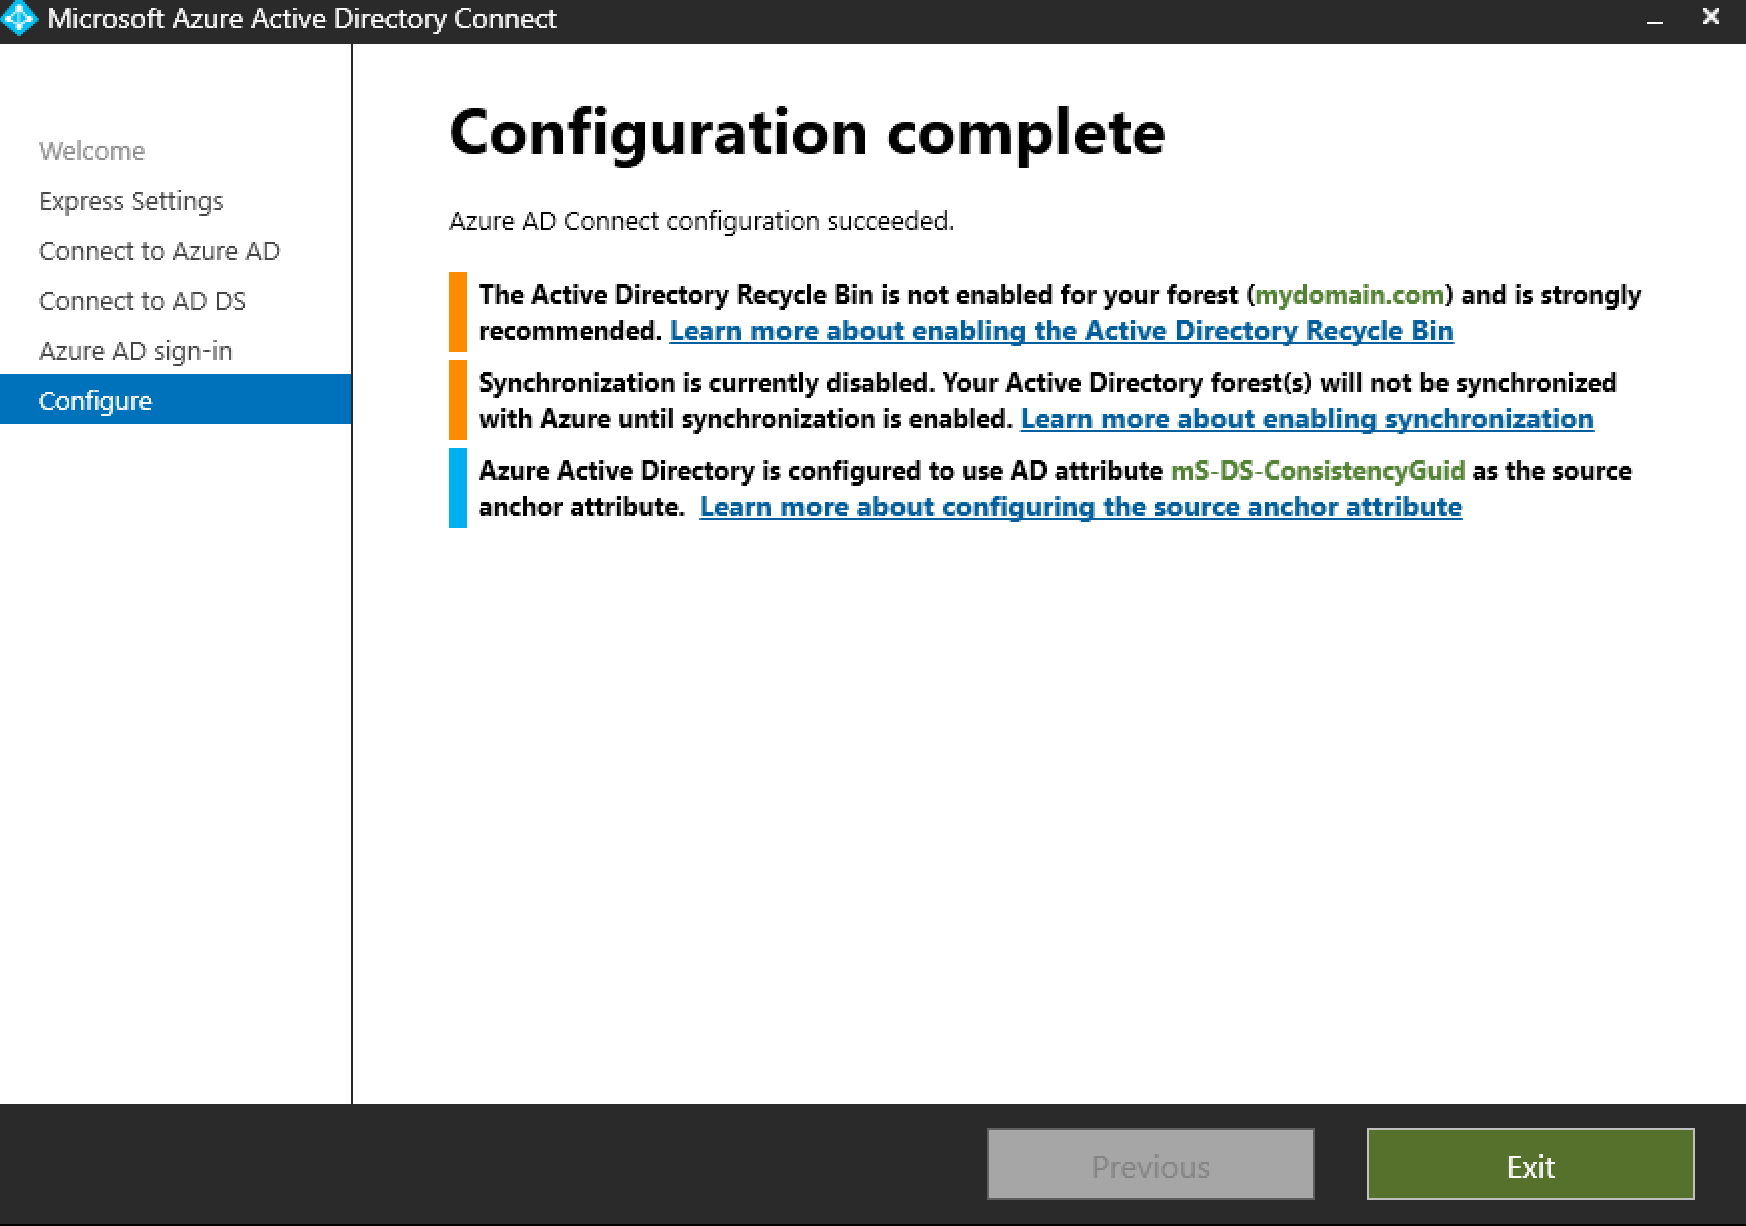 Microsoft Azure Active Directory Connect
Welcome
Express Settings
Connect to Azure AD
Connect to AD DS
Azure AD sign-in
Configure
Configuration complete
Azure AD Connect configuration succeeded.
The Active Directory Recycle Bin is not enabled for your forest (mydomain.com) and is strongly
recommended. Learn more about enabling the Active Directory Recycle Bin
Synchronization is currently disabled. Your Active Directory forest(s) will not be synchronized
with Azure until synchronization is enabled. Learn more about enabling synchronization
Azure Active Directory is configured to use AD attribute mS-DS-ConsistencyGuid as the source
anchor attribute. Learn more about configuring the source anchor attribute
Previous
Exit